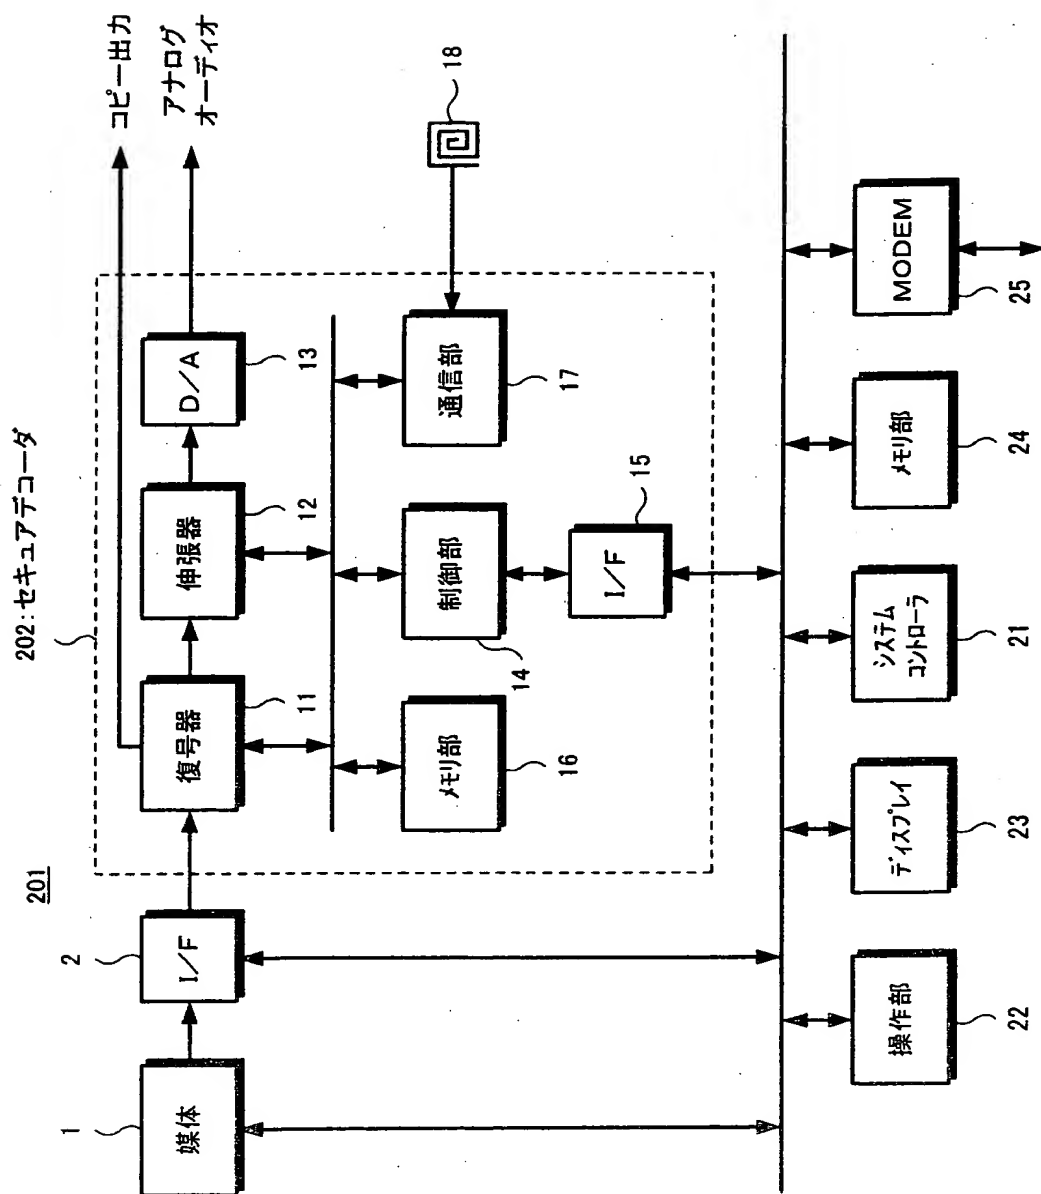 201
202:セキュアデコーダ
コピー出力
アナログ
オーディオ
1
媒体
2
I/F
復号器
11
伸張器
12
D/A
13
メモリ部
16
制御部
14
通信部
17
18
I/F
15
操作部
22
ディスプレイ
23
システム
コントローラ
21
メモリ部
24
MODEM
25